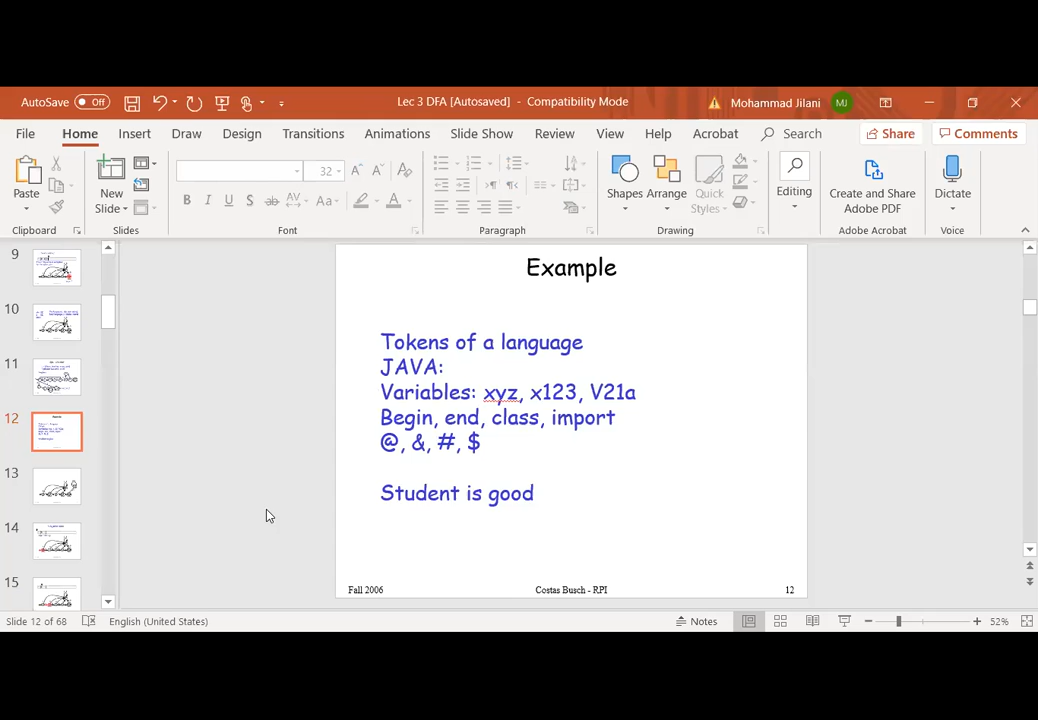 AutoSave Off Lec 3 DFA [Autosaved] - Compatibility Mode Mohammad Jilani MJ
File Home Insert Draw Design Transitions Animations Slide Show Review View Help Acrobat Search Share Comments
Paste New Slide Shapes Arrange Quick Styles Editing Create and Share Adobe PDF Dictate
32
B I U S ab AV Aa A
Clipboard Slides Font Paragraph Drawing Adobe Acrobat Voice
9
10
11
12
13
14
15
Example
Tokens of a language
JAVA:
Variables: xyz, x123, V21a
Begin, end, class, import
@, &, #, $
Student is good
Fall 2006 Costas Busch - RPI 12
Slide 12 of 68 English (United States) Notes 52%